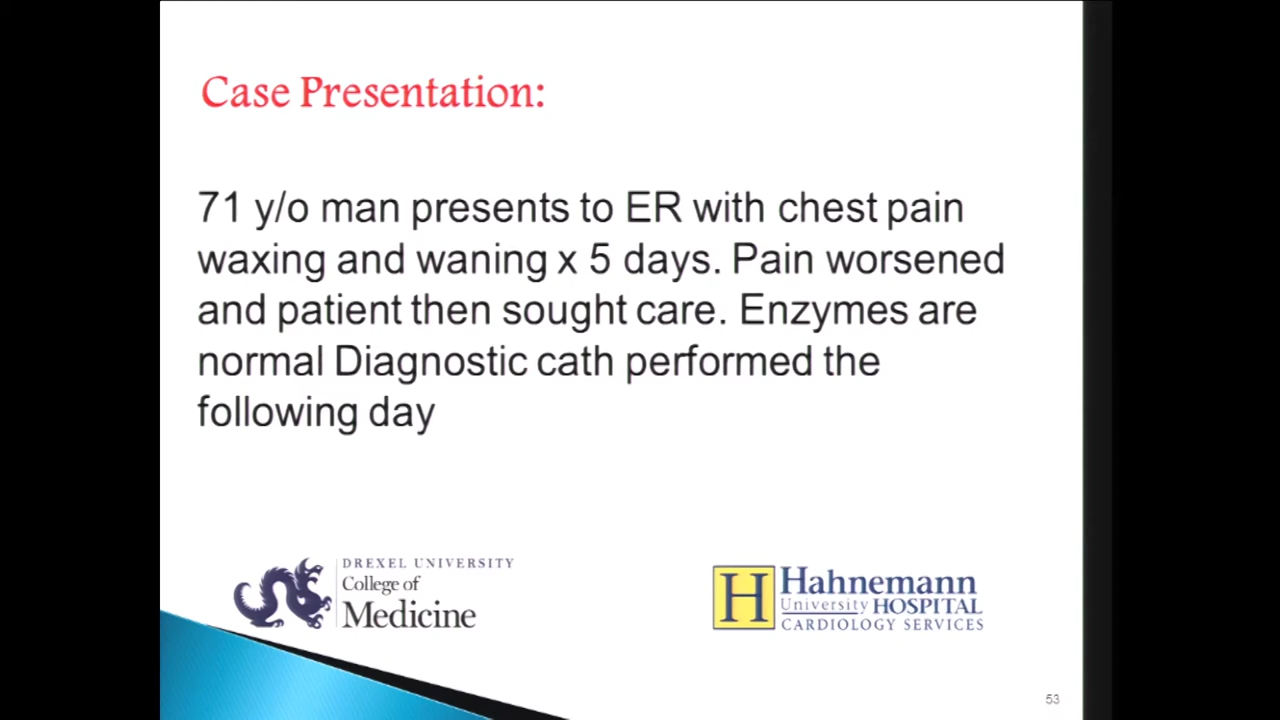 Case Presentation:
71 y/o man presents to ER with chest pain
waxing and waning x 5 days. Pain worsened
and patient then sought care. Enzymes are
normal Diagnostic cath performed the
following day
DREXEL UNIVERSITY
College of
Medicine
H
Hahnemann
University HOSPITAL
CARDIOLOGY SERVICES
53